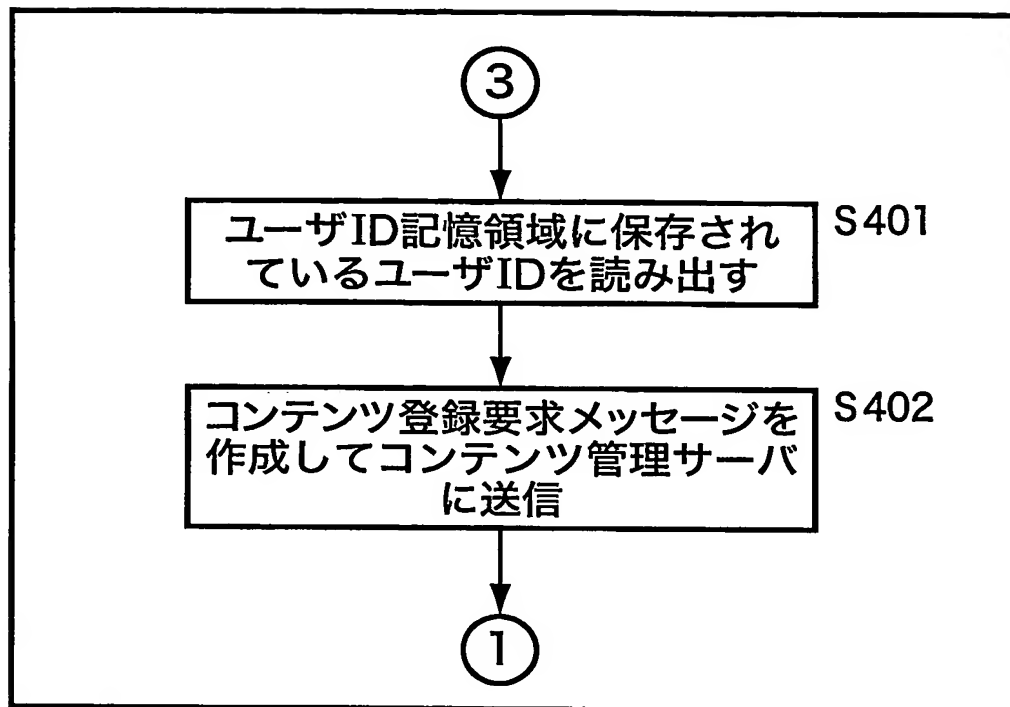 3
ユーザID記憶領域に保存され
ているユーザIDを読み出す
S401
コンテンツ登録要求メッセージを
作成してコンテンツ管理サーバ
に送信
S402
1